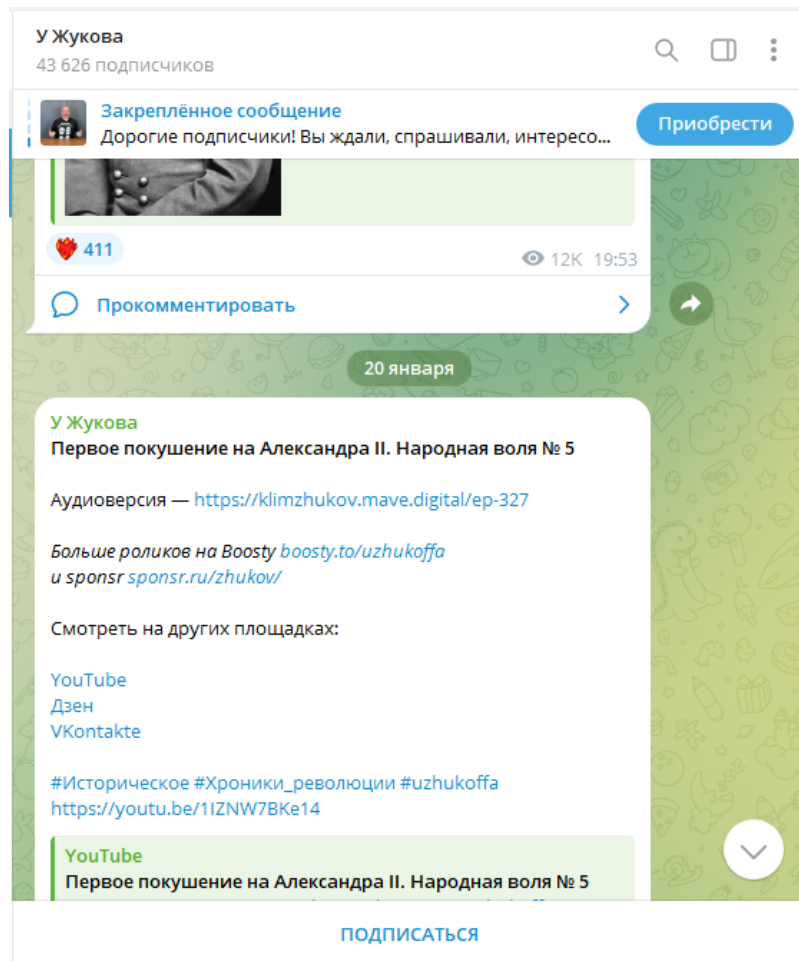 У Жукова
43 626 подписчиков
Закреплённое сообщение
Дорогие подписчики! Вы ждали, спрашивали, интересо...
Приобрести
411
12K 19:53
Прокомментировать
20 января
У Жукова
Первое покушение на Александра II. Народная воля № 5
Аудиоверсия — https://klimzhukov.mave.digital/ep-327
Больше роликов на Boosty boosty.to/uzhukoffa
и sponsr sponsr.ru/zhukov/
Смотреть на других площадках:
YouTube
Дзен
VKontakte
#Историческое #Хроники_революции #uzhukoffa
https://youtu.be/1IZNW7BKe14
YouTube
Первое покушение на Александра II. Народная воля № 5
ПОДПИСАТЬСЯ